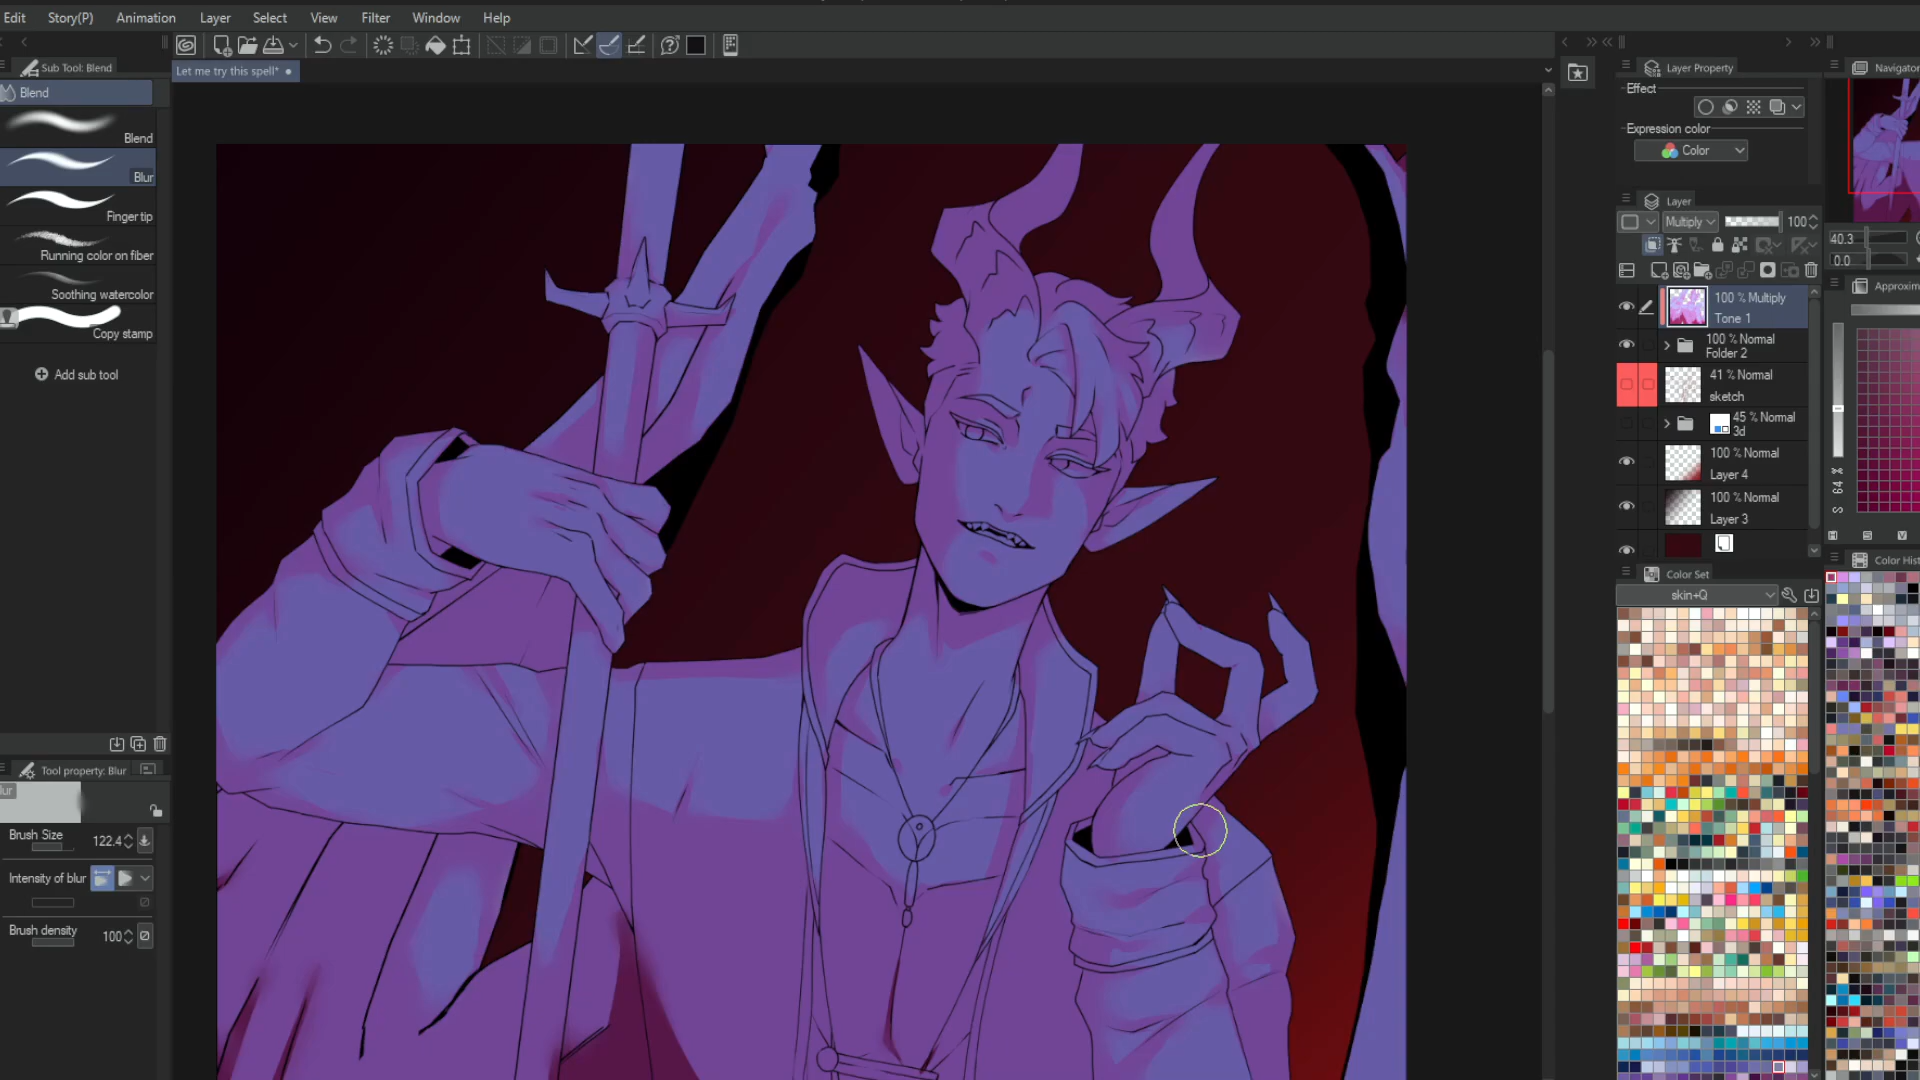 Edit Story(P) Animation Layer Select View Filter Window Help
Let me try this spell*
Sub Tool: Blend
Blend
Blend
Blur
Finger tip
Running color on fiber
Soothing watercolor
Copy stamp
Add sub tool
Tool property: Blur
Brush Size 122.4
Intensity of blur
Brush density 100
Layer Property
Effect
Expression color
Color
Layer
Multiply 100
100 % Multiply
Tone 1
100 % Normal
Folder 2
41 % Normal
sketch
45 % Normal
3d
100 % Normal
Layer 4
100 % Normal
Layer 3
Color Set
skin+Q
Navigator
40.3
0.0
Approxim
64
H S V
Color His